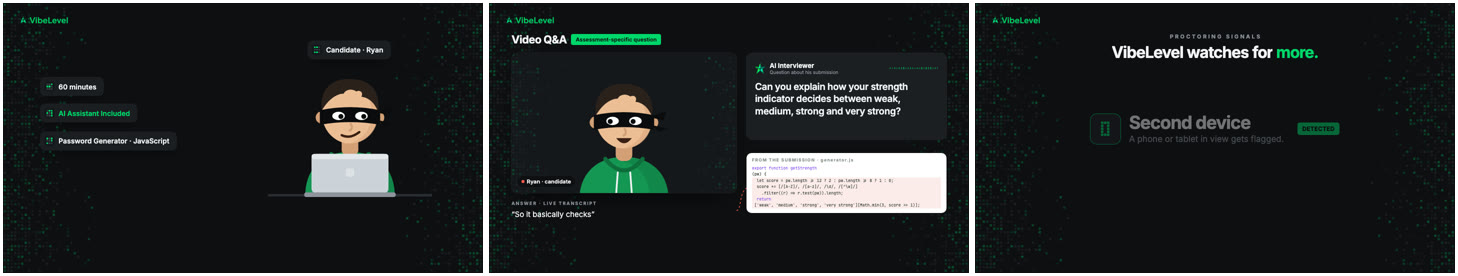 VibeLevel
Candidate · Ryan
60 minutes
AI Assistant Included
Password Generator · JavaScript
VibeLevel
Video Q&A
Assessment-specific question
AI Interviewer
Question about his submission
Can you explain how your strength
indicator decides between weak,
medium, strong and very strong?
Ryan · candidate
ANSWER · LIVE TRANSCRIPT
“So it basically checks”
FROM THE SUBMISSION · generator.js
export function getStrength
(pw) {
return
VibeLevel
PROCTORING SIGNALS
VibeLevel watches for more.
Second device
A phone or tablet in view gets flagged.
DETECTED